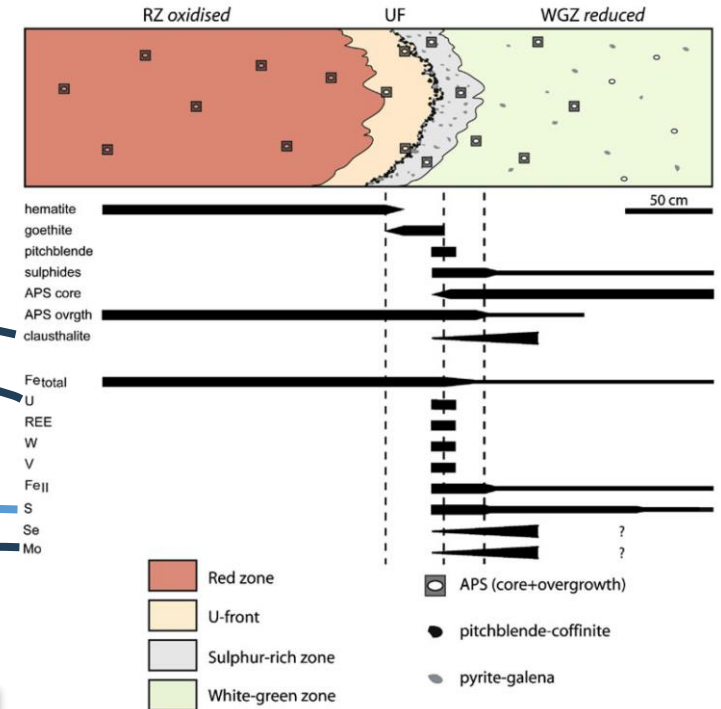 RZ oxidised UF WGZ reduced
50 cm
hematite
goethite
pitchblende
sulphides
APS core
APS ovrgth
clausthalite
Fetotal
U
REE
W
V
FeII
S
Se ?
Mo ?
Red zone
U-front
Sulphur-rich zone
White-green zone
APS (core+overgrowth)
pitchblende-coffinite
pyrite-galena